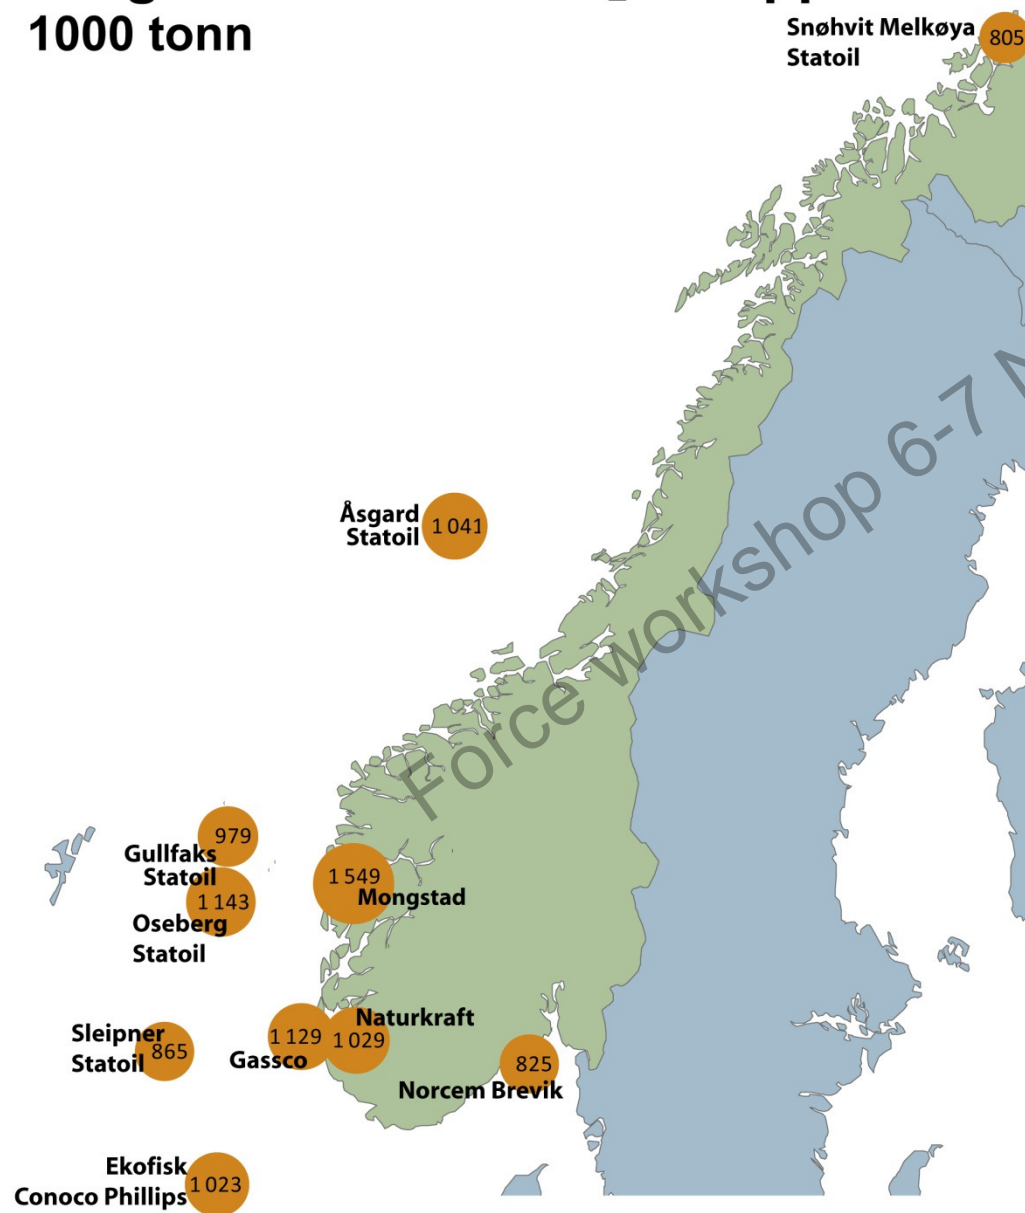 1000 tonn
Snøhvit Melkøya
Statoil
805
Åsgard
Statoil
1 041
979
Gullfaks
Statoil
1 143
Oseberg
Statoil
1 549
Mongstad
Sleipner
Statoil
865
1 129
Gassco
Naturkraft
1 029
825
Norcem Brevik
Ekofisk
Conoco Phillips
1 023
Force workshop 6-7